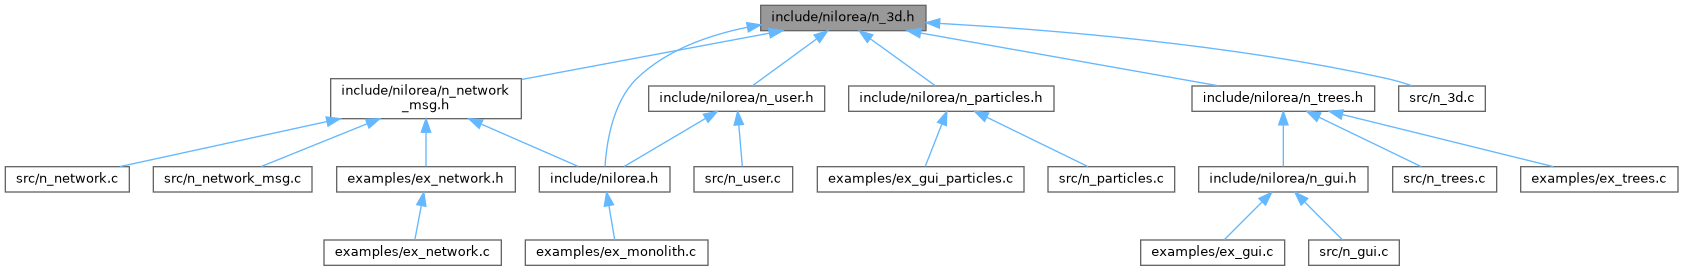 include/nilorea/n_3d.h
include/nilorea/n_network
_msg.h
include/nilorea/n_user.h
include/nilorea/n_particles.h
include/nilorea/n_trees.h
src/n_3d.c
src/n_network.c
src/n_network_msg.c
examples/ex_network.h
include/nilorea.h
src/n_user.c
examples/ex_gui_particles.c
src/n_particles.c
include/nilorea/n_gui.h
src/n_trees.c
examples/ex_trees.c
examples/ex_network.c
examples/ex_monolith.c
examples/ex_gui.c
src/n_gui.c